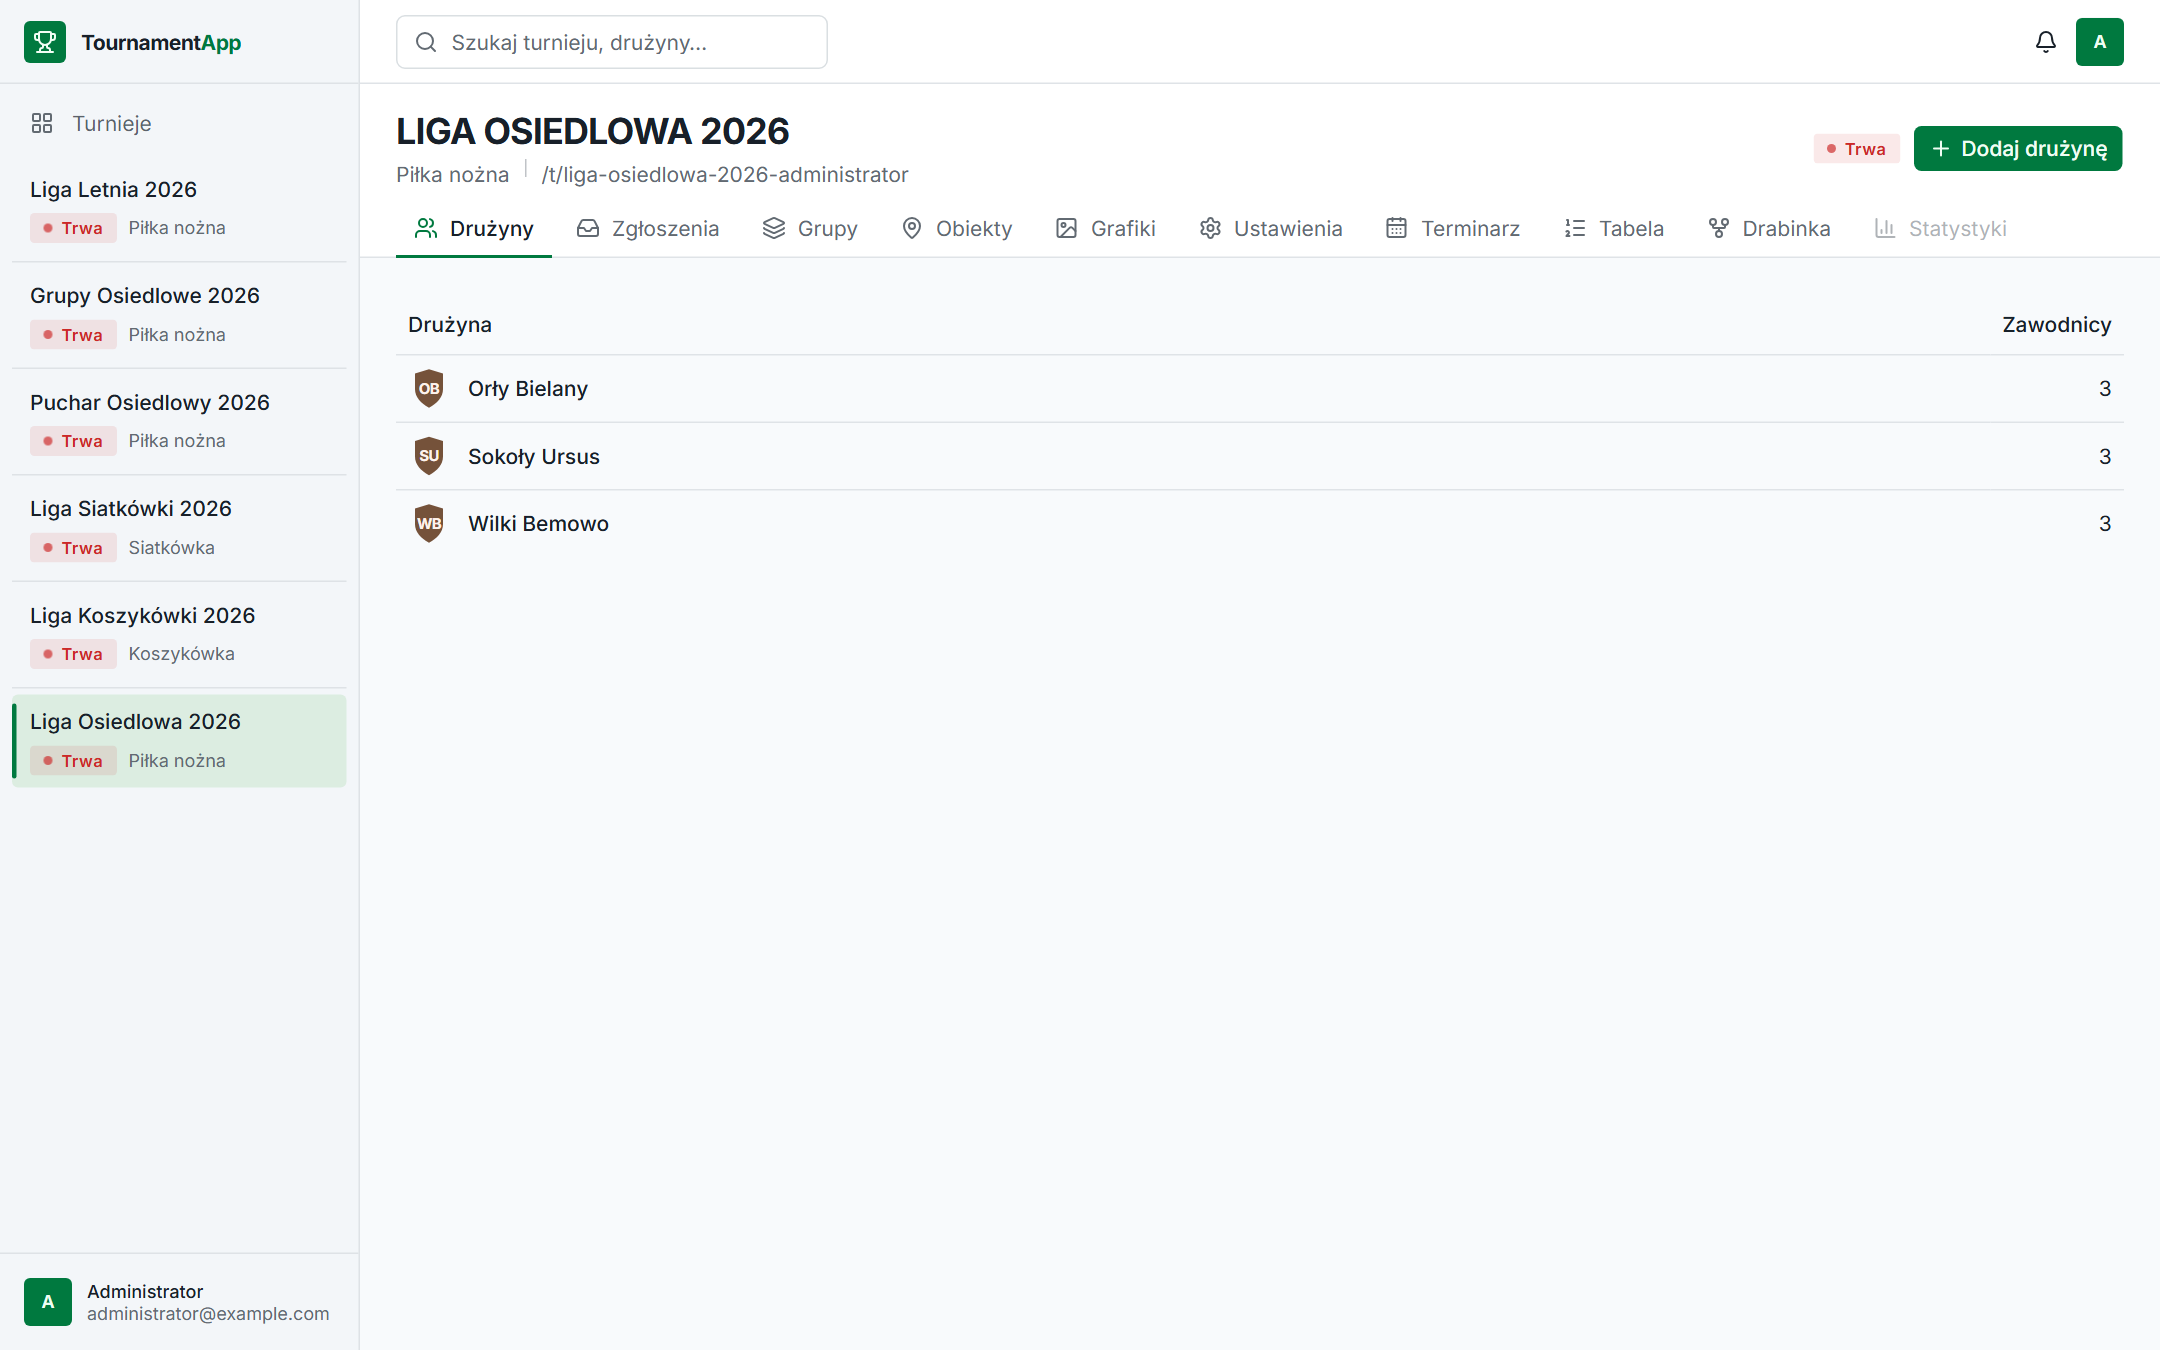 TournamentApp
Szukaj turnieju, drużyny...
A
Turnieje
Liga Letnia 2026
Trwa Piłka nożna
Grupy Osiedlowe 2026
Trwa Piłka nożna
Puchar Osiedlowy 2026
Trwa Piłka nożna
Liga Siatkówki 2026
Trwa Siatkówka
Liga Koszykówki 2026
Trwa Koszykówka
Liga Osiedlowa 2026
Trwa Piłka nożna
A
Administrator
administrator@example.com
LIGA OSIEDLOWA 2026
Piłka nożna /t/liga-osiedlowa-2026-administrator
Trwa
Dodaj drużynę
Drużyny Zgłoszenia Grupy Obiekty Grafiki Ustawienia Terminarz Tabela Drabinka Statystyki
Drużyna Zawodnicy
OB Orły Bielany 3
SU Sokoły Ursus 3
WB Wilki Bemowo 3